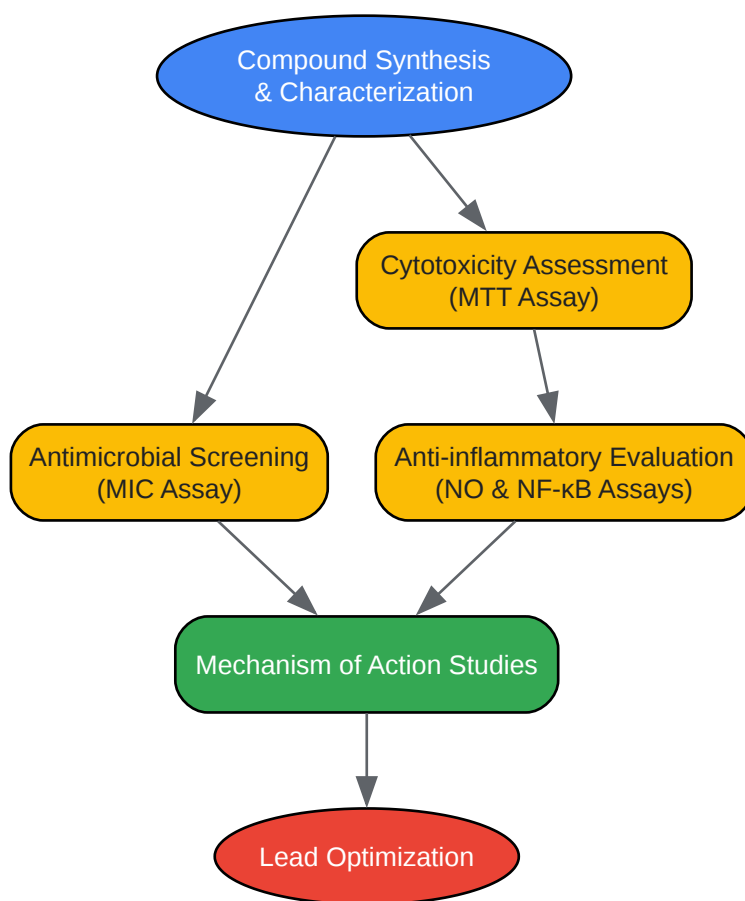 Compound Synthesis
& Characterization
Cytotoxicity Assessment
(MTT Assay)
Antimicrobial Screening
(MIC Assay)
Anti-inflammatory Evaluation
(NO & NF-κB Assays)
Mechanism of Action Studies
Lead Optimization